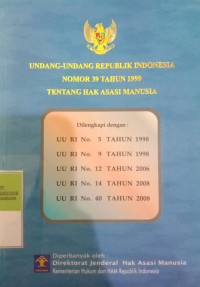 UNDANG-UNDANG REPUBLIK INDONESIA
NOMOR 39 TAHUN 1999
TENTANG HAK ASASI MANUSIA
Dilengkapi dengan :
UU RI No. 5 TAHUN 1998
UU RI No. 9 TAHUN 1998
UU RI No. 12 TAHUN 2006
UU RI No. 14 TAHUN 2008
UU RI No. 40 TAHUN 2008
Diperbanyak oleh :
Direktorat Jenderal Hak Asasi Manusia
Kementerian Hukum dan HAM Republik Indonesia